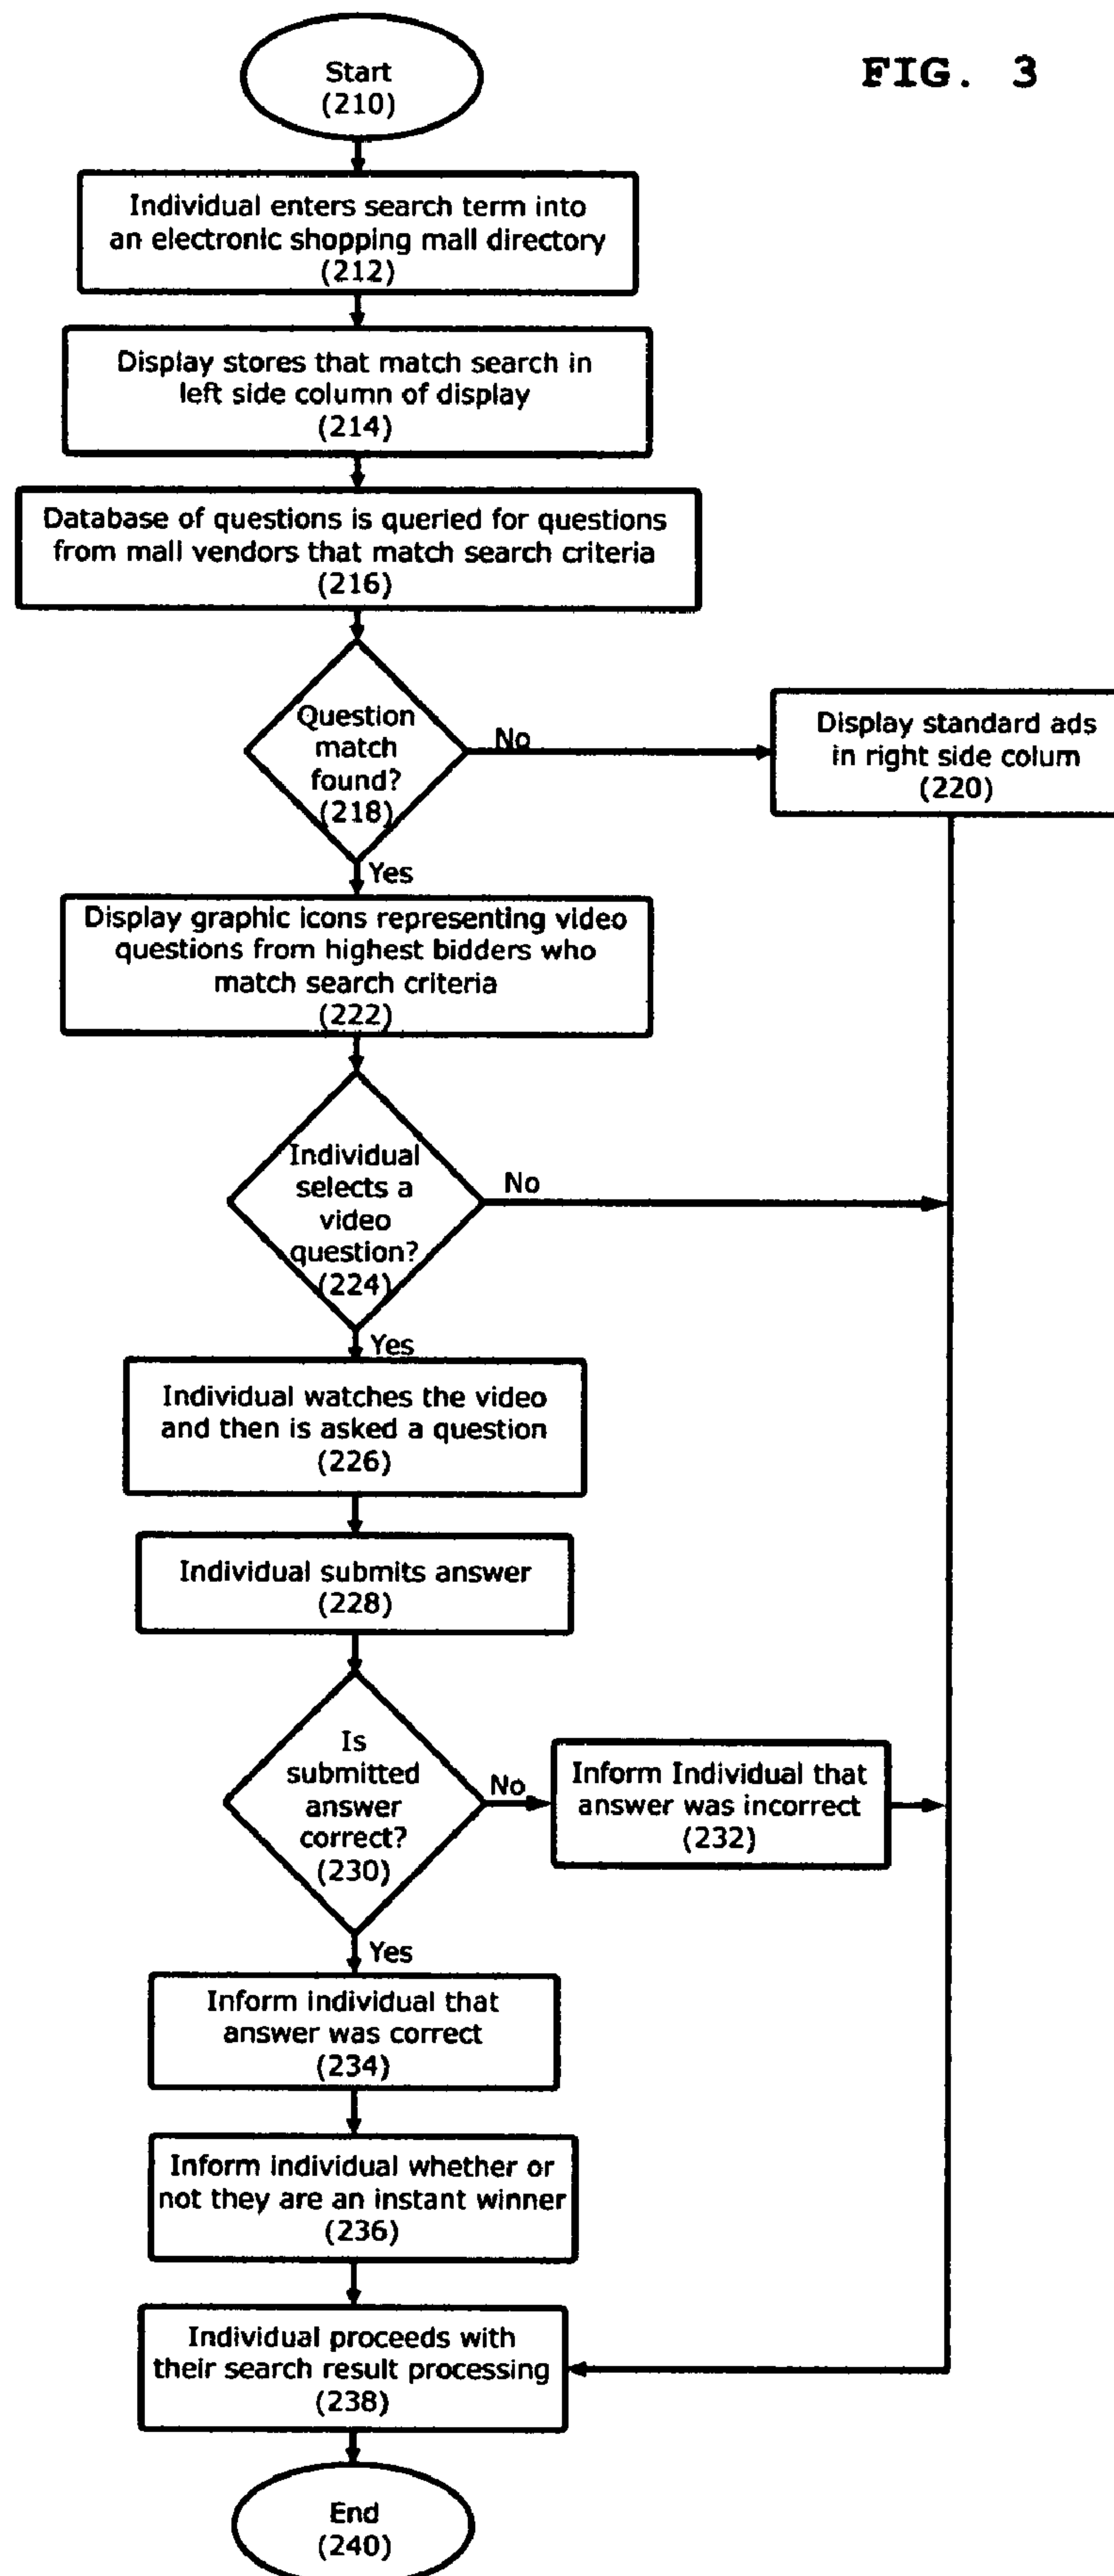 FIG. 3
Start
(210)
Individual enters search term into
an electronic shopping mall directory
(212)
Display stores that match search in
left side column of display
(214)
Database of questions is queried for questions
from mall vendors that match search criteria
(216)
Question
match
found?
(218)
No
Display standard ads
in right side colum
(220)
Yes
Display graphic icons representing video
questions from highest bidders who
match search criteria
(222)
Individual
selects a
video
question?
(224)
No
Yes
Individual watches the video
and then is asked a question
(226)
Individual submits answer
(228)
Is
submitted
answer
correct?
(230)
No
Inform Individual that
answer was incorrect
(232)
Yes
Inform individual that
answer was correct
(234)
Inform individual whether or
not they are an instant winner
(236)
Individual proceeds with
their search result processing
(238)
End
(240)